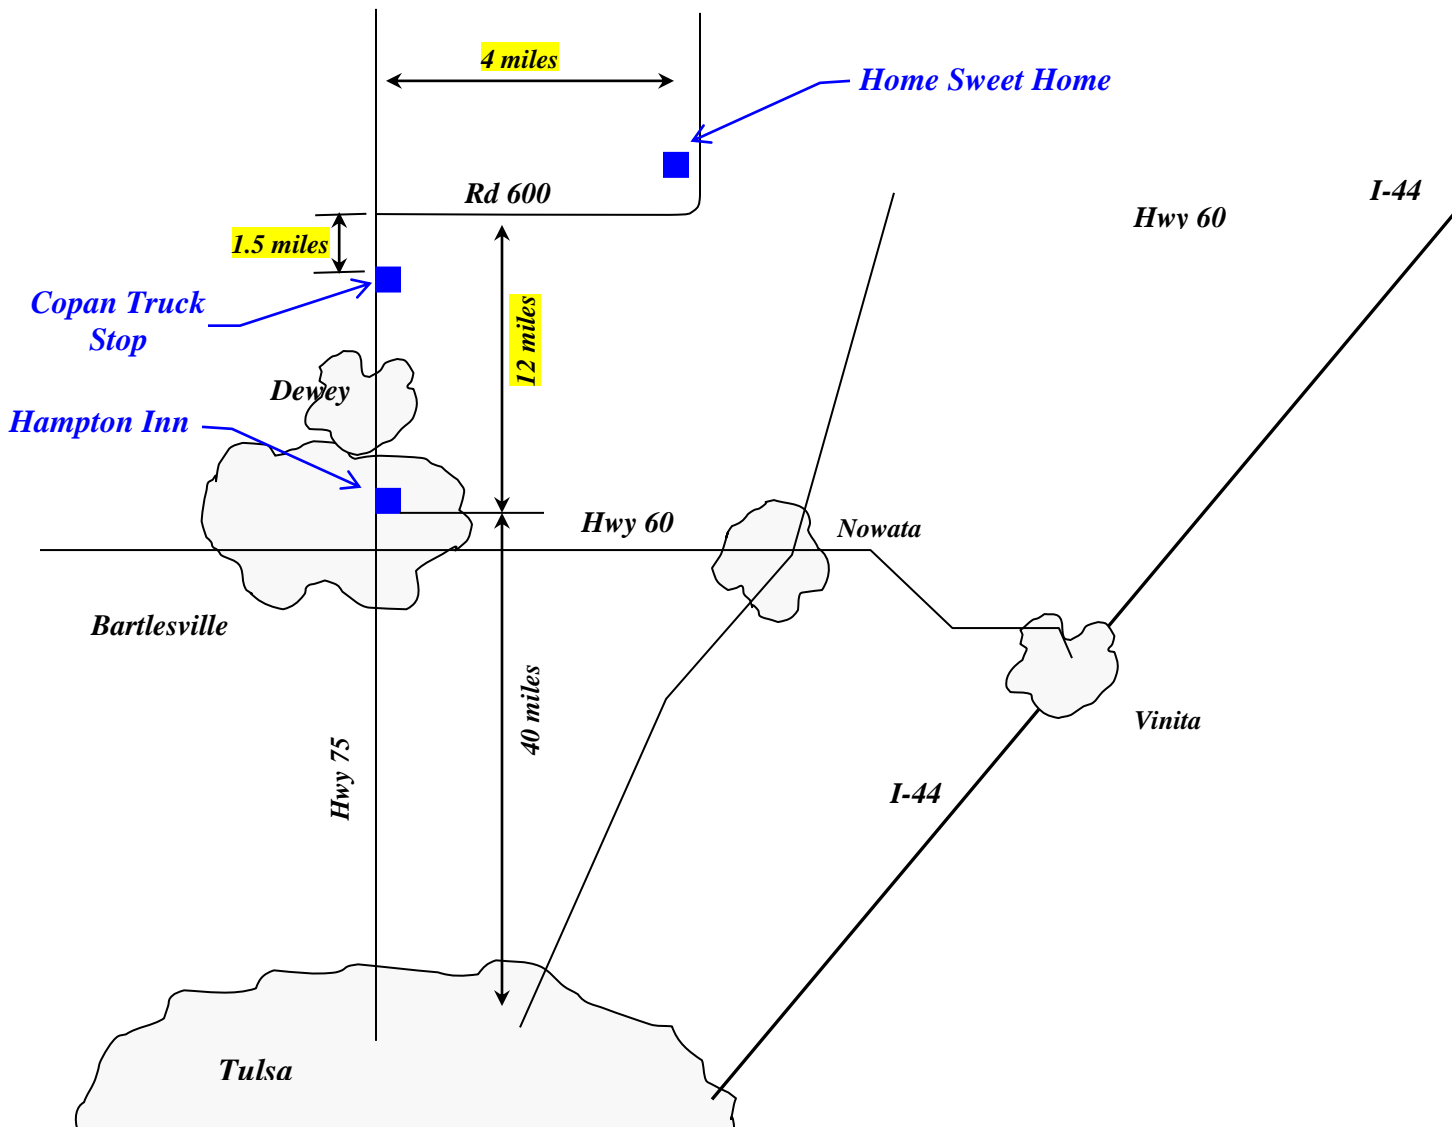 4 miles
Home Sweet Home
Rd 600
I-44
Hwy 60
1.5 miles
Copan Truck
Stop
12 miles
Dewey
Hampton Inn
Hwy 60
Nowata
Bartlesville
40 miles
Vinita
Hwy 75
I-44
Tulsa